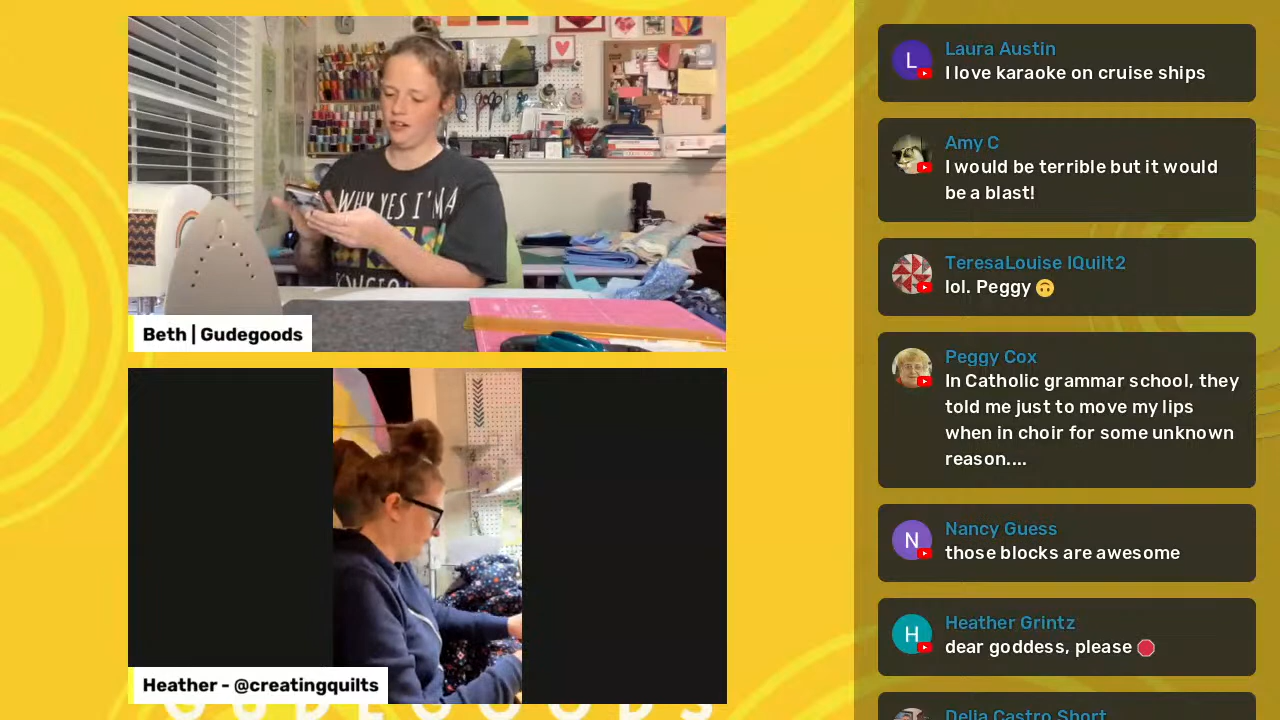 WHY YES I'M A
Beth | Gudegoods
Heather - @creatingquilts
GUDEGOODS
Laura Austin
L
I love karaoke on cruise ships
Amy C
I would be terrible but it would
be a blast!
TeresaLouise IQuilt2
lol. Peggy 🙃
Peggy Cox
In Catholic grammar school, they
told me just to move my lips
when in choir for some unknown
reason....
Nancy Guess
N
those blocks are awesome
Heather Grintz
H
dear goddess, please 🛑
Delia Castro Short